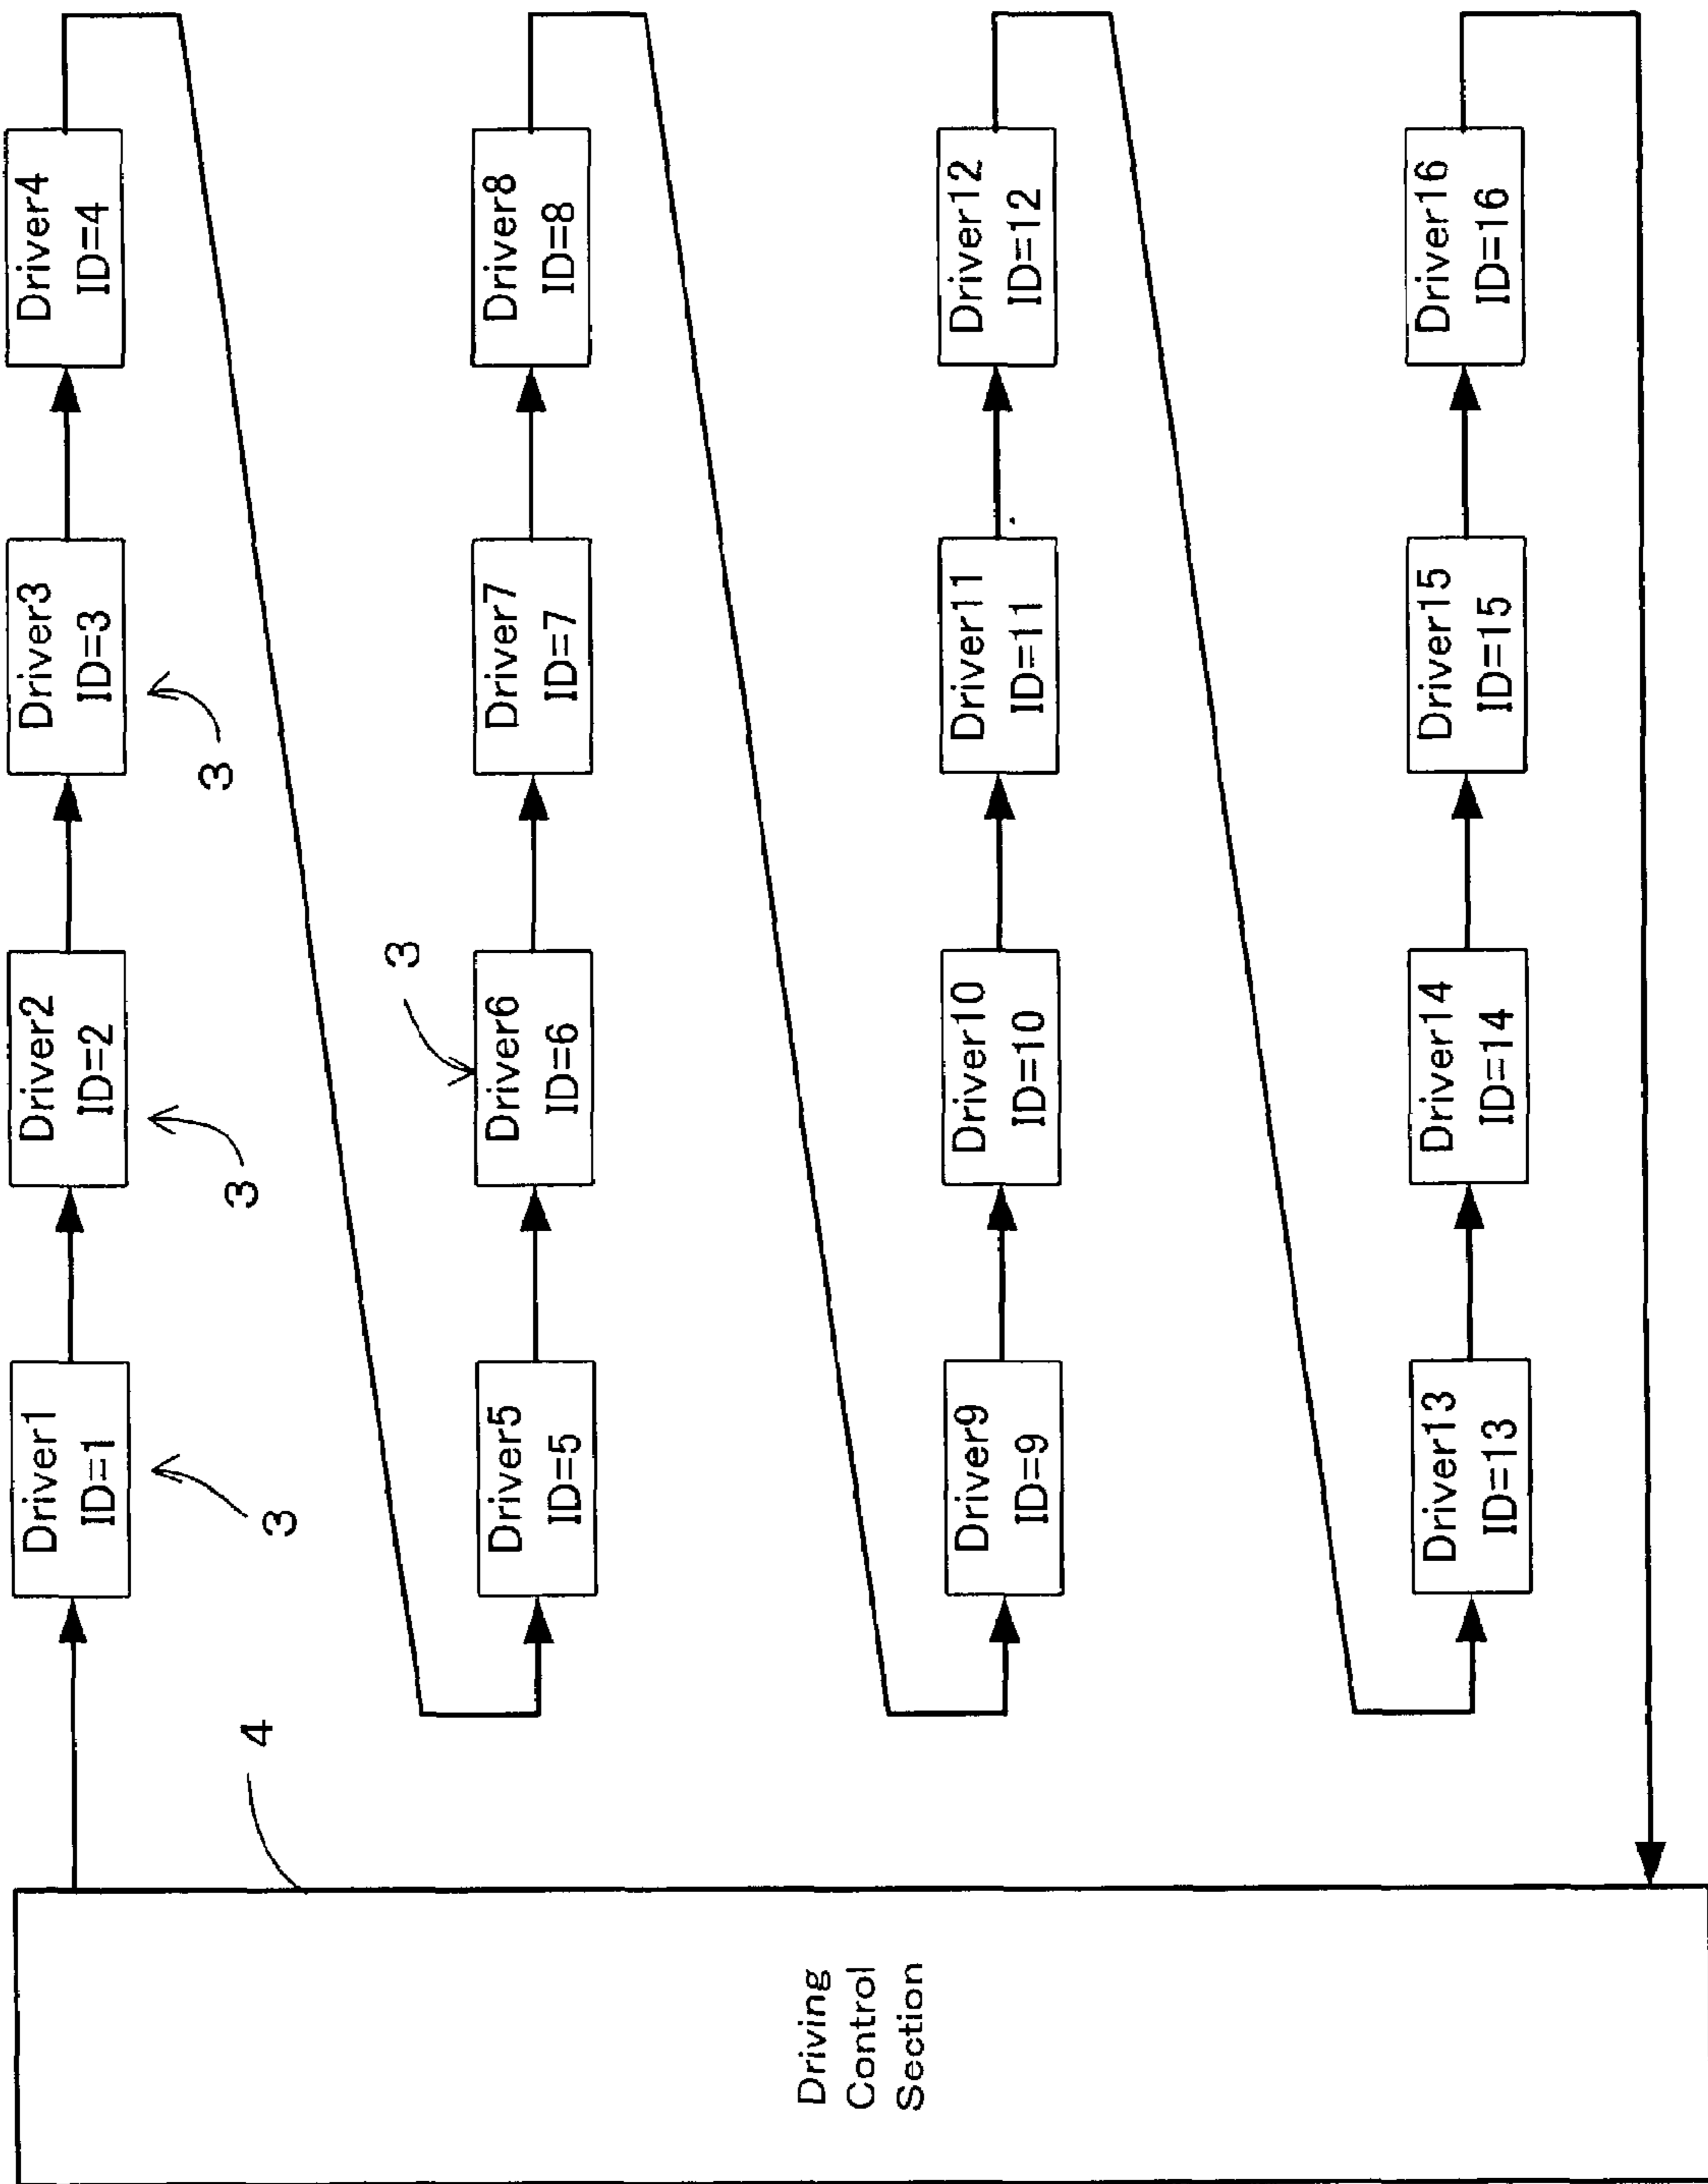 Driver1
ID=1
Driver2
ID=2
Driver3
ID=3
Driver4
ID=4
3
3
3
Driver5
ID=5
Driver6
ID=6
Driver7
ID=7
Driver8
ID=8
3
4
Driver9
ID=9
Driver10
ID=10
Driver11
ID=11
Driver12
ID=12
Driver13
ID=13
Driver14
ID=14
Driver15
ID=15
Driver16
ID=16
Driving
Control
Section